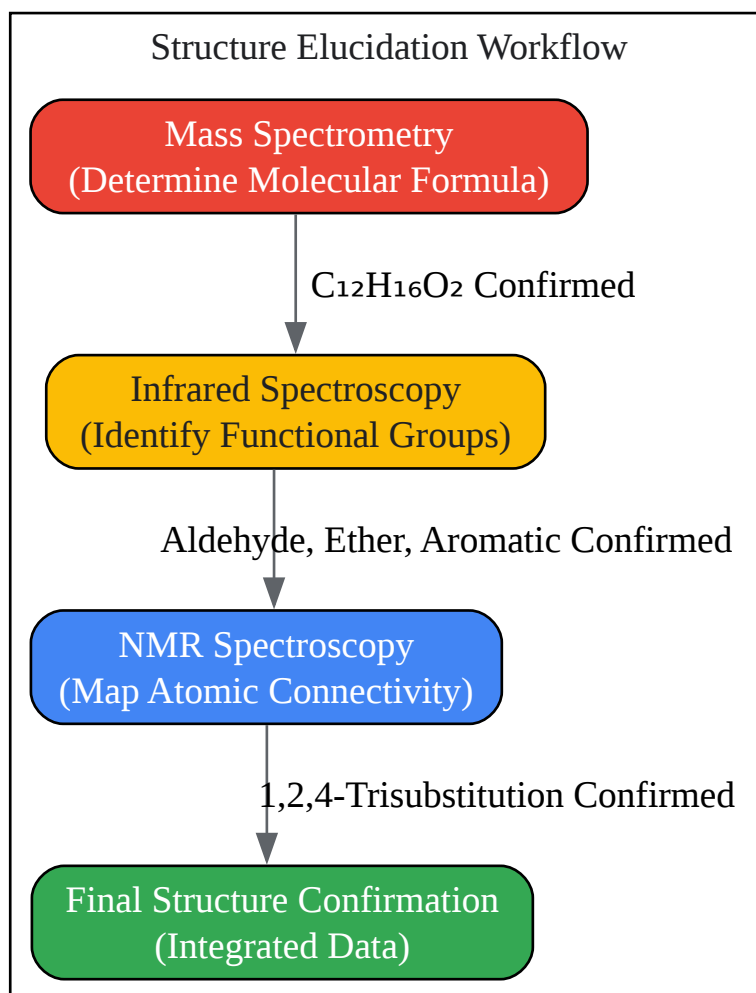 Structure Elucidation Workflow
Mass Spectrometry
(Determine Molecular Formula)
C₁₂H₁₆O₂ Confirmed
Infrared Spectroscopy
(Identify Functional Groups)
Aldehyde, Ether, Aromatic Confirmed
NMR Spectroscopy
(Map Atomic Connectivity)
1,2,4-Trisubstitution Confirmed
Final Structure Confirmation
(Integrated Data)